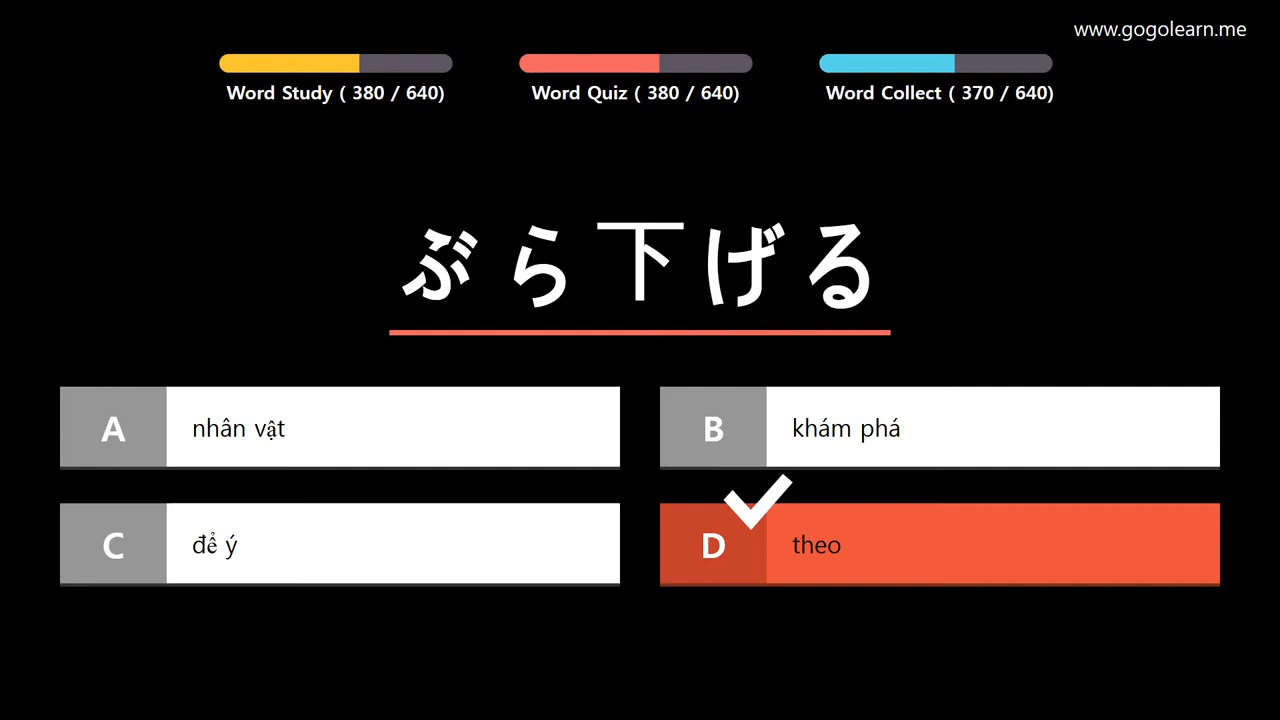 www.gogolearn.me
Word Study ( 380 / 640)
Word Quiz ( 380 / 640)
Word Collect ( 370 / 640)
ぶら下げる
A nhân vật
B khám phá
C để ý
D theo